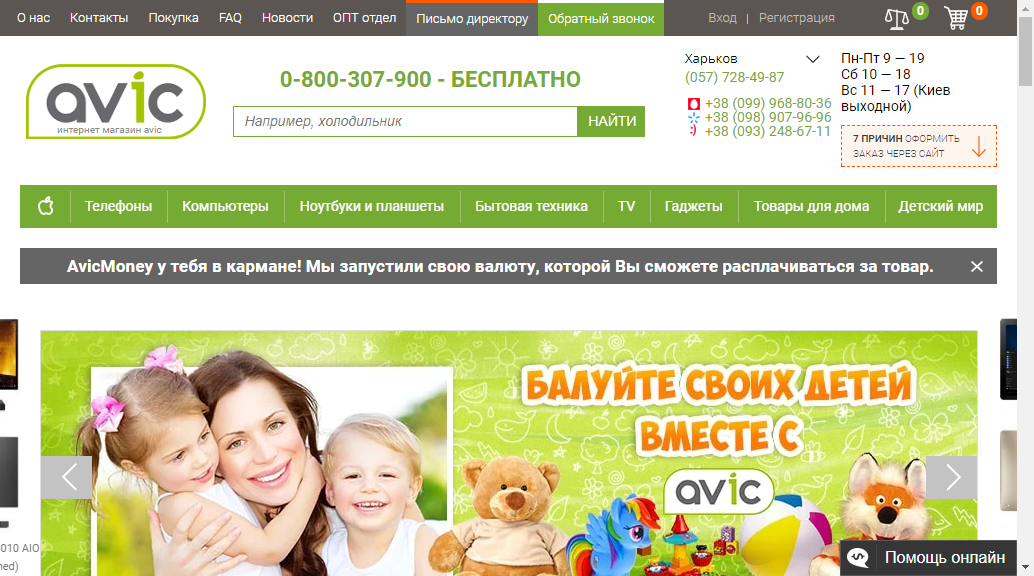 О нас Контакты Покупка FAQ Новости ОПТ отдел Письмо директору Обратный звонок Вход | Регистрация 0 0
avic
интернет магазин avic
0-800-307-900 - БЕСПЛАТНО
Например, холодильник НАЙТИ
Харьков
(057) 728-49-87
+38 (099) 968-80-36
+38 (098) 907-96-96
+38 (093) 248-67-11
Пн-Пт 9 — 19
Сб 10 — 18
Вс 11 — 17 (Киев
выходной)
7 ПРИЧИН ОФОРМИТЬ
ЗАКАЗ ЧЕРЕЗ САЙТ
Телефоны Компьютеры Ноутбуки и планшеты Бытовая техника TV Гаджеты Товары для дома Детский мир
AvicMoney у тебя в кармане! Мы запустили свою валюту, которой Вы сможете расплачиваться за товар.
БАЛУЙТЕ СВОИХ ДЕТЕЙ
ВМЕСТЕ С
avic
010 AIO
ned)
Помощь онлайн